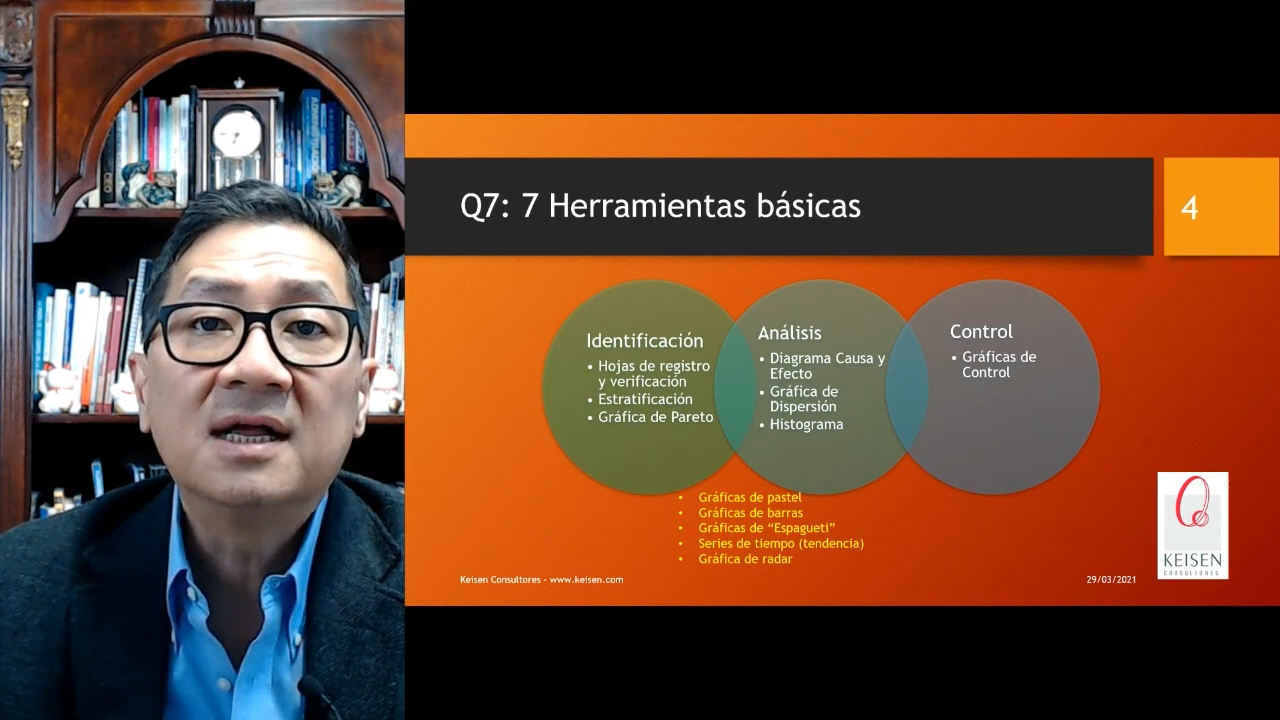 Q7: 7 Herramientas básicas
4
Identificación
• Hojas de registro
y verificación
• Estratificación
• Gráfica de Pareto
Análisis
• Diagrama Causa y
Efecto
• Gráfica de
Dispersión
• Histograma
Control
• Gráficas de
Control
• Gráficas de pastel
• Gráficas de barras
• Gráficas de “Espagueti”
• Series de tiempo (tendencia)
• Gráfica de radar
Keisen Consultores - www.keisen.com
29/03/2021
KEISEN
CONSULTORES